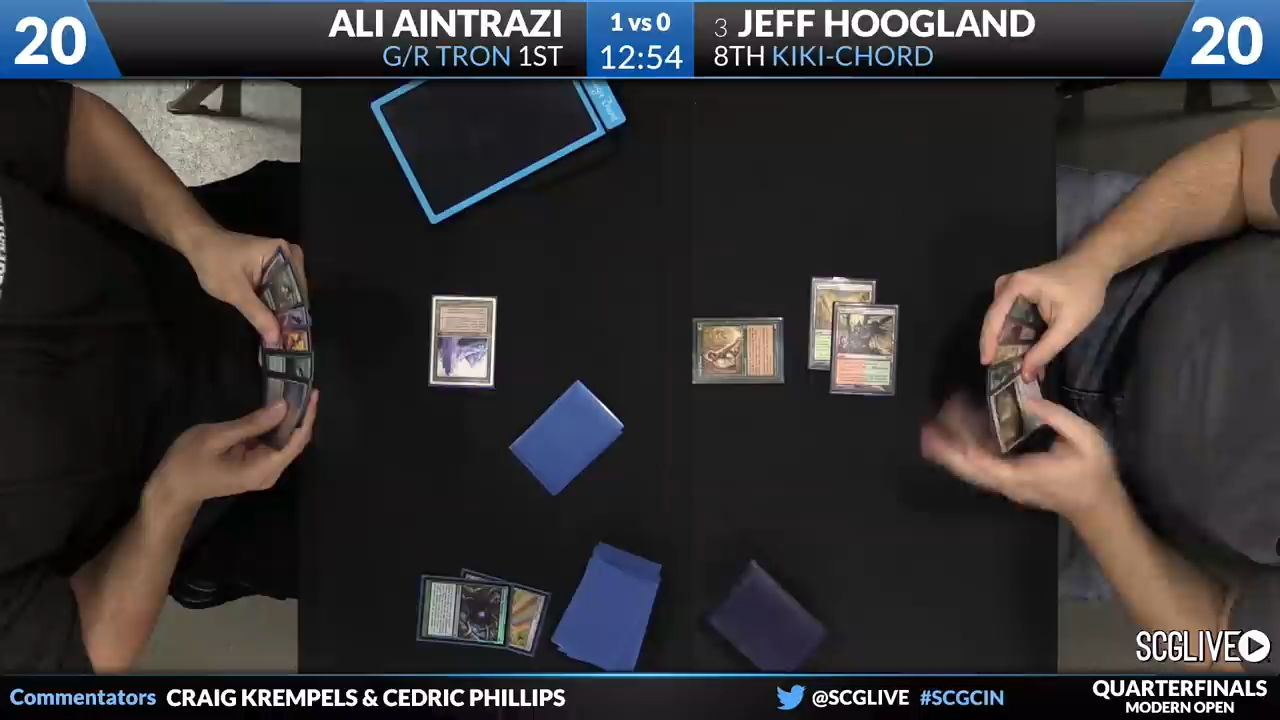 20
ALI AINTRAZI
G/R TRON 1ST
1 vs 0
12:54
3 JEFF HOOGLAND
8TH KIKI-CHORD
20
SCGLIVE
Commentators CRAIG KREMPELS & CEDRIC PHILLIPS
@SCGLIVE #SCGCIN
QUARTERFINALS
MODERN OPEN